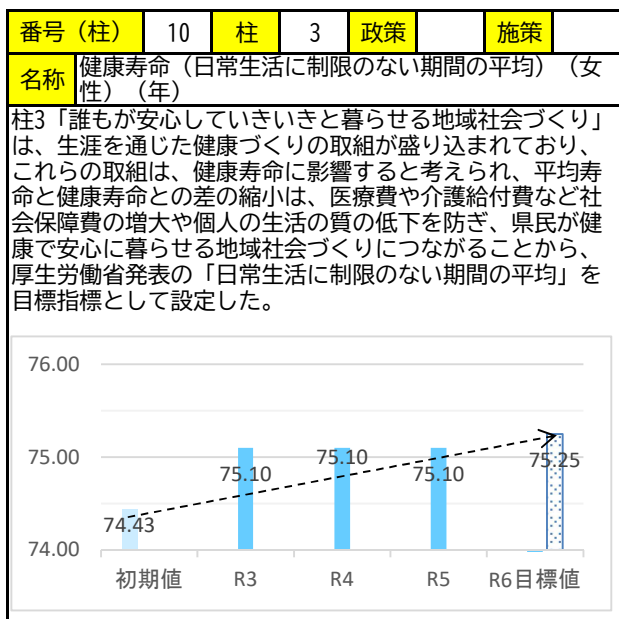 番号（柱） 10 柱 3 政策 施策
名称 健康寿命（日常生活に制限のない期間の平均）（女
性）（年）
柱3「誰もが安心していきいきと暮らせる地域社会づくり」
は、生涯を通じた健康づくりの取組が盛り込まれており、
これらの取組は、健康寿命に影響すると考えられ、平均寿
命と健康寿命との差の縮小は、医療費や介護給付費など社
会保障費の増大や個人の生活の質の低下を防ぎ、県民が健
康で安心に暮らせる地域社会づくりにつながることから、
厚生労働省発表の「日常生活に制限のない期間の平均」を
目標指標として設定した。
76.00
75.00
74.00
74.43
75.10
75.10
75.10
75.25
初期値 R3 R4 R5 R6目標値